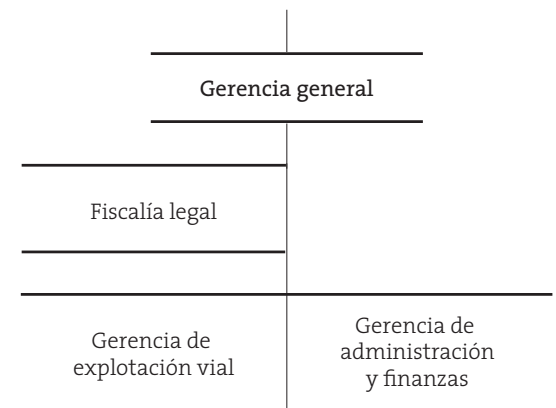 Gerencia general
Fiscalía legal
Gerencia de
explotación vial
Gerencia de
administración
y finanzas